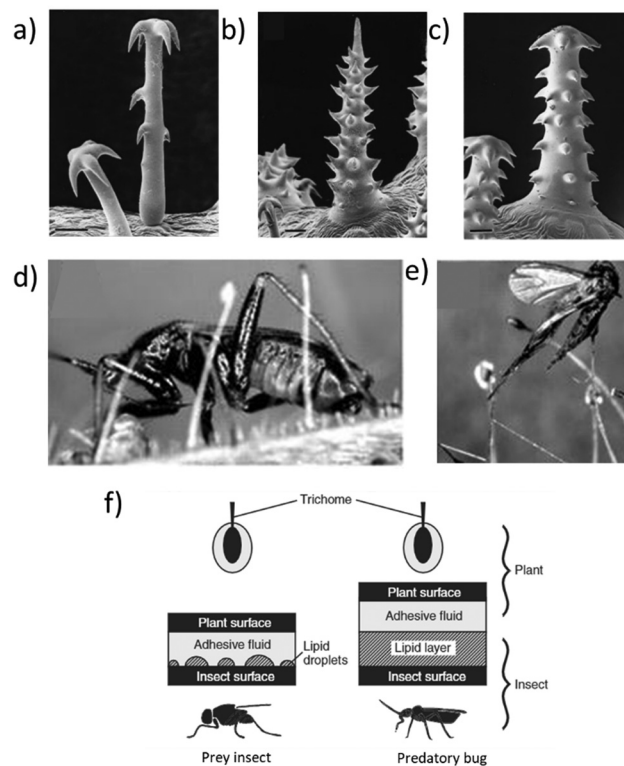 a)
b)
c)
d)
e)
f)
Trichome
Plant surface
Adhesive fluid
Insect surface
Lipid droplets
Plant surface
Adhesive fluid
Lipid layer
Insect surface
Plant
Insect
Prey insect
Predatory bug